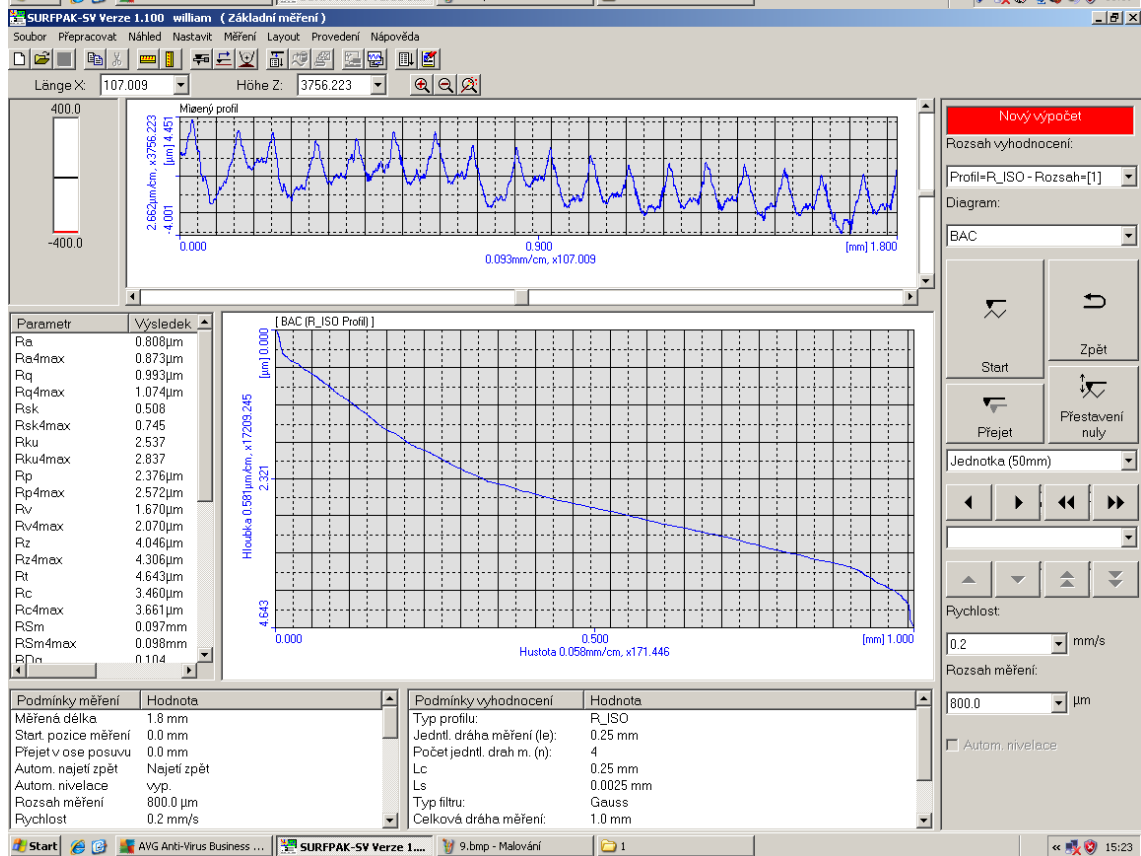 SURFPAK-SV Verze 1.100 william ( Základní měření )
Soubor Přepracovat Náhled Nastavit Měření Layout Provedení Nápověda
Länge X: 107.009 Höhe Z: 3756.223
400.0
-400.0
Miøený profil
2.662µm/cm, x3756.223
-4.001 [µm] 4.451
0.000 0.900 [mm] 1.800
0.093mm/cm, x107.009
Parametr Výsledek
Ra 0.808µm
Ra4max 0.873µm
Rq 0.993µm
Rq4max 1.074µm
Rsk 0.508
Rsk4max 0.745
Rku 2.537
Rku4max 2.837
Rp 2.376µm
Rp4max 2.572µm
Rv 1.670µm
Rv4max 2.070µm
Rz 4.046µm
Rz4max 4.306µm
Rt 4.643µm
Rc 3.460µm
Rc4max 3.661µm
RSm 0.097mm
RSm4max 0.098mm
RDq 0.104
[ BAC (R_ISO Profil) ]
Hloubka 0.581µm/cm, x17209.245
4.643 2.321 [µm] 0.000
0.000 0.500 [mm] 1.000
Hustota 0.058mm/cm, x171.446
Nový výpočet
Rozsah vyhodnocení:
Profil=R_ISO - Rozsah=[1]
Diagram:
BAC
Start
Zpět
Přejet
Přestavení
nuly
Jednotka (50mm)
Rychlost:
0.2 mm/s
Rozsah měření:
800.0 µm
Autom. nivelace
Podmínky měření Hodnota
Měřená délka 1.8 mm
Start. pozice měření 0.0 mm
Přejet v ose posuvu 0.0 mm
Autom. najetí zpět Najetí zpět
Autom. nivelace vyp.
Rozsah měření 800.0 µm
Rychlost 0.2 mm/s
Podmínky vyhodnocení Hodnota
Typ profilu: R_ISO
Jedntl. dráha měření (le): 0.25 mm
Počet jedntl. drah m. (n): 4
Lc 0.25 mm
Ls 0.0025 mm
Typ filtru: Gauss
Celková dráha měření: 1.0 mm
Start AVG Anti-Virus Business ... SURFPAK-SV Verze 1.... 9.bmp - Malování 1 15:23